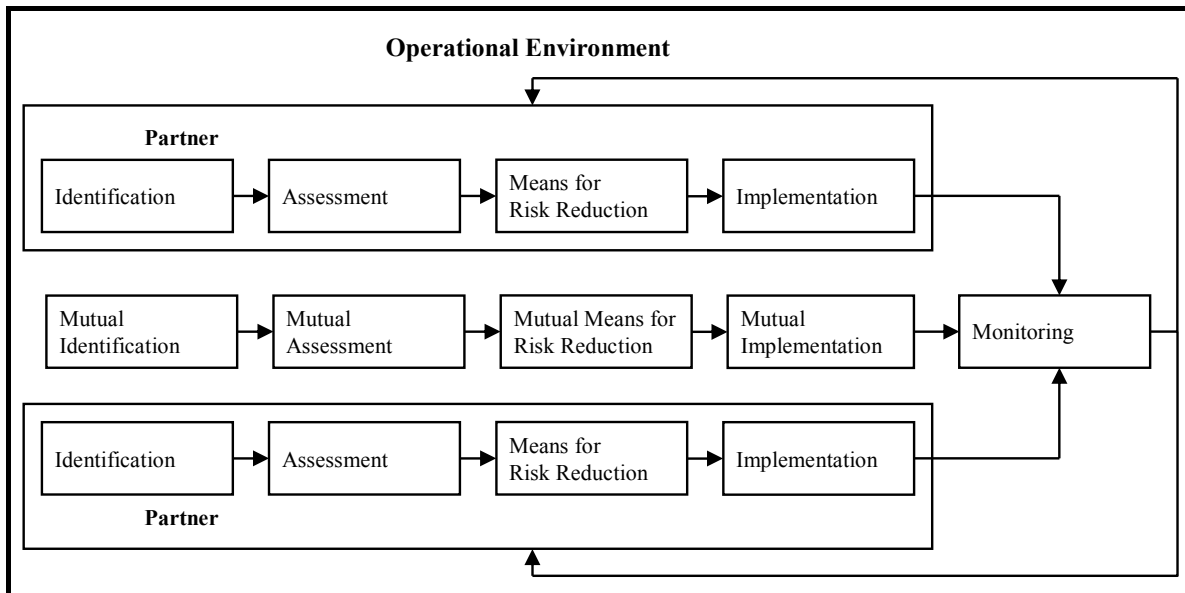 Operational Environment
Partner
Identification
Assessment
Means for
Risk Reduction
Implementation
Mutual
Identification
Mutual
Assessment
Mutual Means for
Risk Reduction
Mutual
Implementation
Monitoring
Identification
Assessment
Means for
Risk Reduction
Implementation
Partner